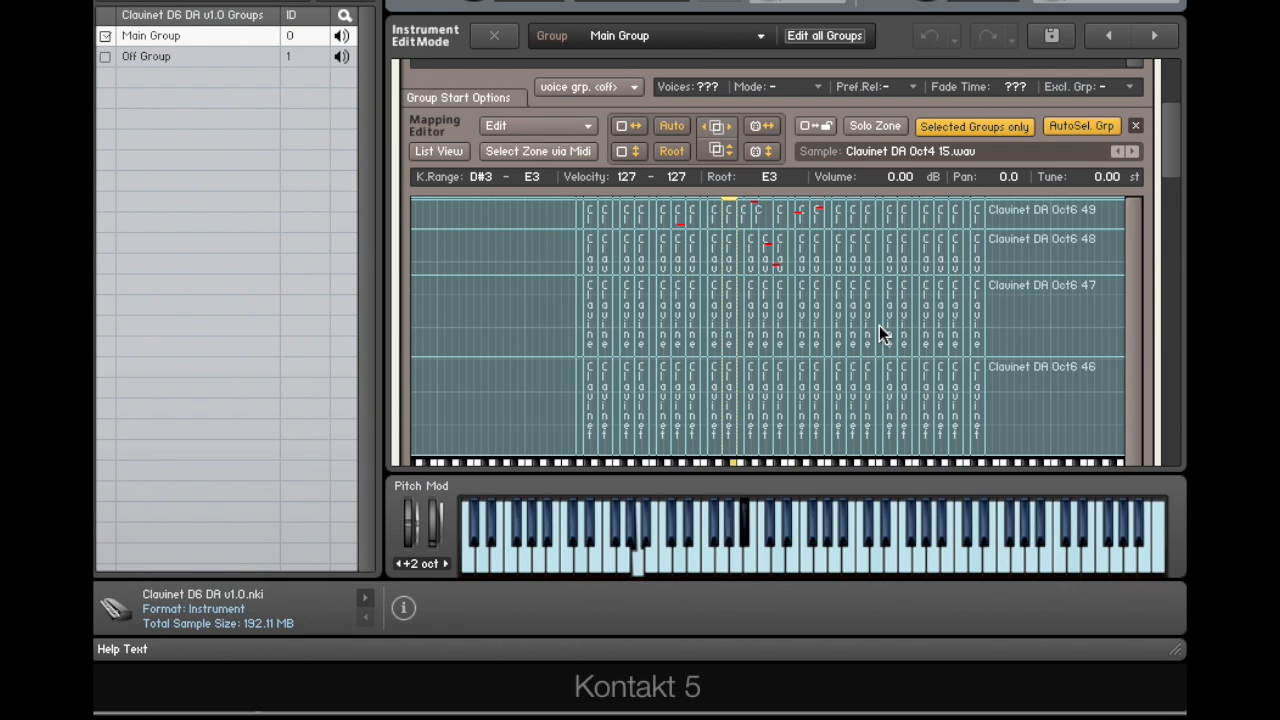 Clavinet D6 DA v1.0 Groups ID
Main Group 0
Off Group 1
Instrument
EditMode
Group Main Group Edit all Groups
voice grp. <off> Voices: ??? Mode: - Pref.Rel: - Fade Time: ??? Excl. Grp: -
Group Start Options
Mapping
Editor
Edit Auto Solo Zone Selected Groups only AutoSel. Grp
List View Select Zone via Midi Root Sample: Clavinet DA Oct4 15.wav
K.Range: D#3 - E3 Velocity: 127 - 127 Root: E3 Volume: 0.00 dB Pan: 0.0 Tune: 0.00 st
Clavinet DA Oct6 49
Clavinet DA Oct6 48
Clavinet DA Oct6 47
Clavinet DA Oct6 46
Pitch Mod
+2 oct
Clavinet D6 DA v1.0.nki
Format: Instrument
Total Sample Size: 192.11 MB
Help Text
Kontakt 5